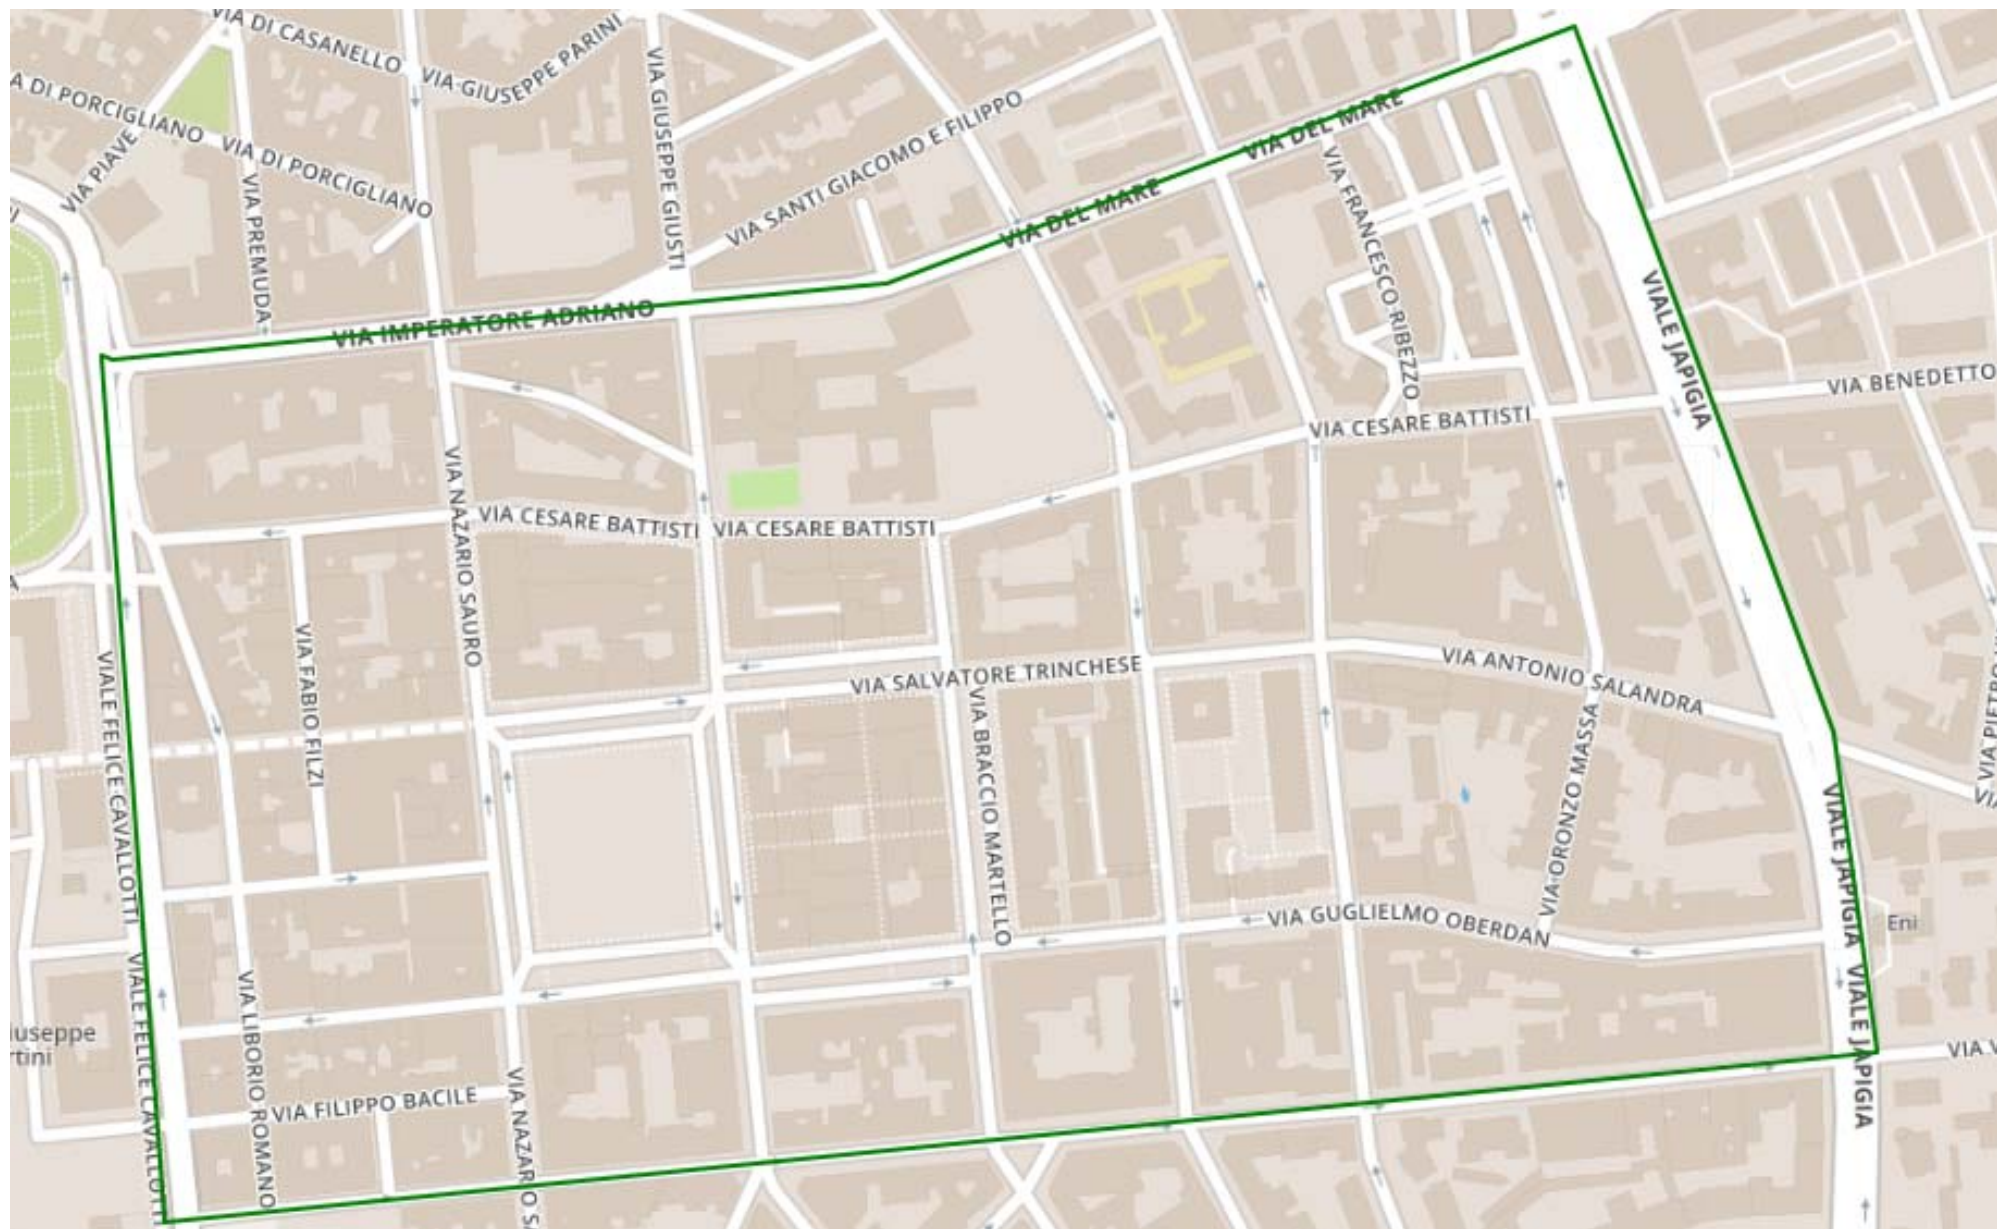 VIA DI CASANELLO
VIA GIUSEPPE PARINI
VIA GIUSEPPE GIUSTI
A DI PORCIGLIANO
VIA DI PORCIGLIANO
VIA PIAVE
VIA PREMUDA
VIA SANTI GIACOMO E FILIPPO
VIA DEL MARE
VIA DEL MARE
VIA FRANCESCO RIBEZZO
VIA IMPERATORE ADRIANO
VIALE JAPIGIA
VIA BENEDETTO
VIA CESARE BATTISTI
VIA CESARE BATTISTI
VIA CESARE BATTISTI
VIA NAZARIO SAURO
VIA FABIO FILZI
VIALE FELICE CAVALLOTTI
VIA SALVATORE TRINCHESE
VIA ANTONIO SALANDRA
VIA BRACCIO MARTELLO
VIA ORONZO MASSA
VIA PIETRO
VIA
VIALE JAPIGIA
VIA GUGLIELMO OBERDAN
Eni
VIALE FELICE CAVALLOTTI
VIA LIBORIO ROMANO
VIALE JAPIGIA
iuseppe
rtini
VIA V
VIA FILIPPO BACILE
VIA NAZARIO SA